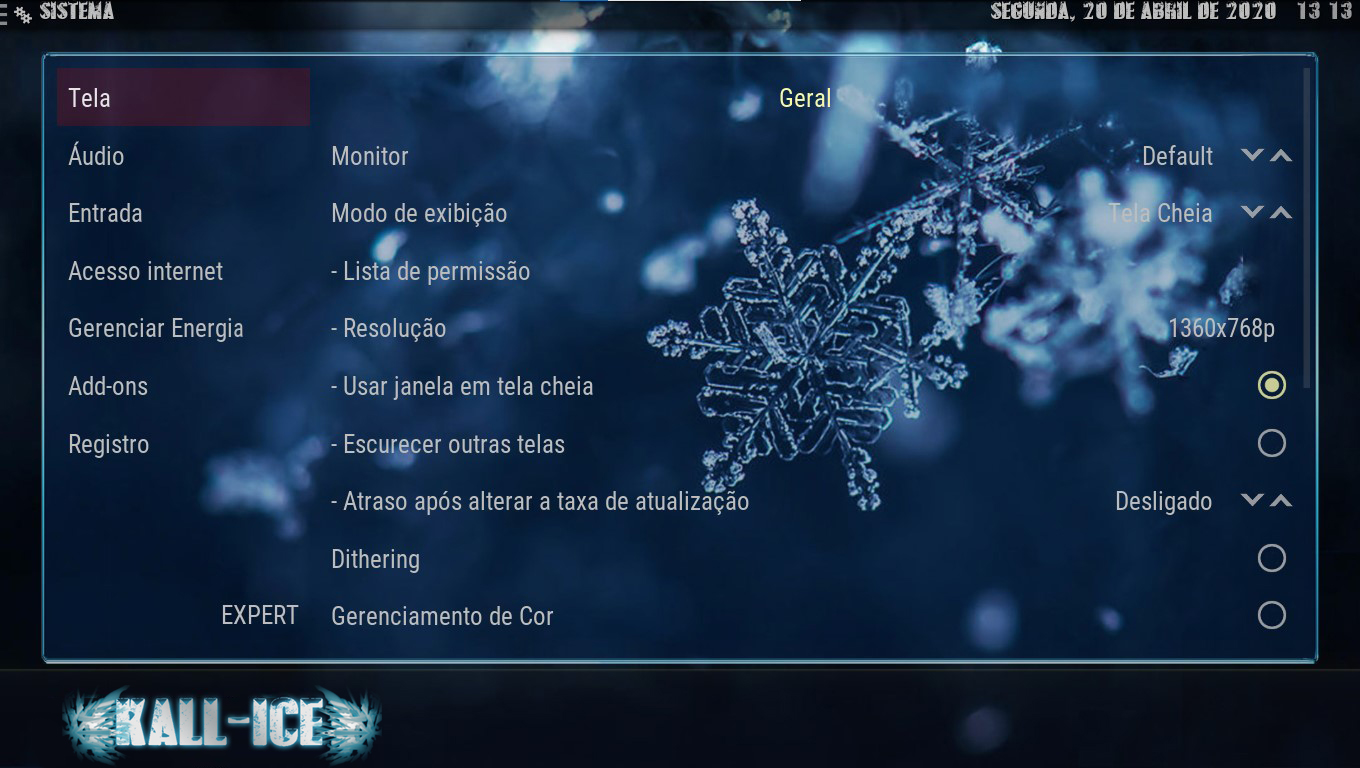 SISTEMA
SEGUNDA, 20 DE ABRIL DE 2020 13 13
Tela
Áudio
Entrada
Acesso internet
Gerenciar Energia
Add-ons
Registro
EXPERT
Geral
Monitor Default
Modo de exibição Tela Cheia
- Lista de permissão
- Resolução 1360x768p
- Usar janela em tela cheia
- Escurecer outras telas
- Atraso após alterar a taxa de atualização Desligado
Dithering
Gerenciamento de Cor
KALL-ICE